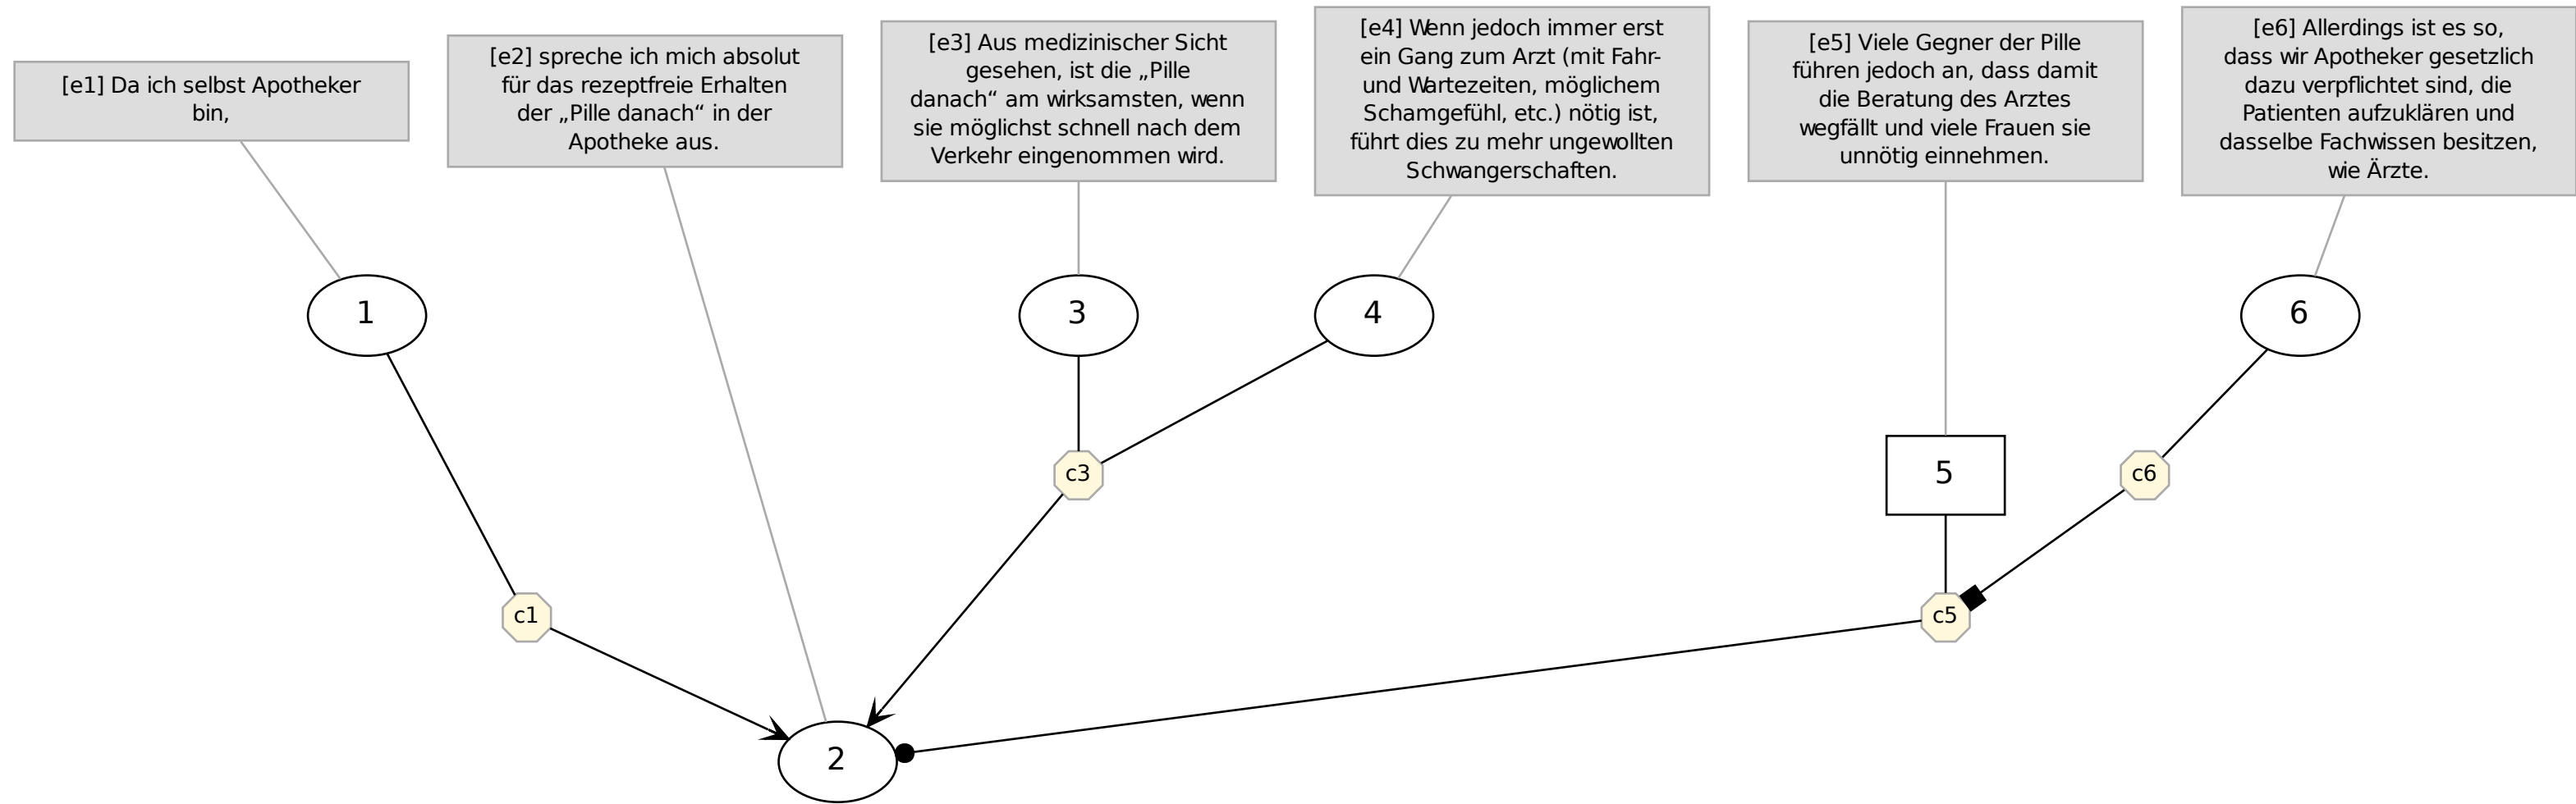 [e1] Da ich selbst Apotheker
bin,
[e2] spreche ich mich absolut
für das rezeptfreie Erhalten
der „Pille danach“ in der
Apotheke aus.
[e3] Aus medizinischer Sicht
gesehen, ist die „Pille
danach“ am wirksamsten, wenn
sie möglichst schnell nach dem
Verkehr eingenommen wird.
[e4] Wenn jedoch immer erst
ein Gang zum Arzt (mit Fahr-
und Wartezeiten, möglichem
Schamgefühl, etc.) nötig ist,
führt dies zu mehr ungewollten
Schwangerschaften.
[e5] Viele Gegner der Pille
führen jedoch an, dass damit
die Beratung des Arztes
wegfällt und viele Frauen sie
unnötig einnehmen.
[e6] Allerdings ist es so,
dass wir Apotheker gesetzlich
dazu verpflichtet sind, die
Patienten aufzuklären und
dasselbe Fachwissen besitzen,
wie Ärzte.
1
3
4
6
c3
5
c6
c1
c5
2